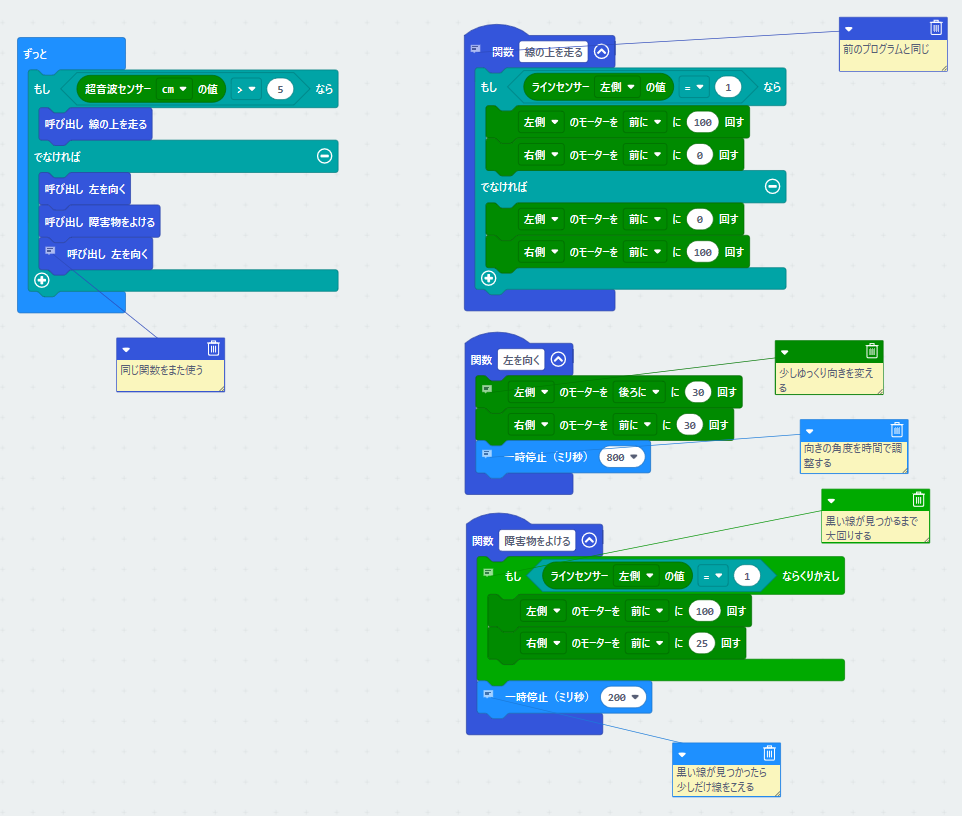 ずっと
もし 超音波センサー cm の値 > 5 なら
呼び出し 線の上を走る
でなければ
呼び出し 左を向く
呼び出し 障害物をよける
呼び出し 左を向く
同じ関数をまた使う
関数 線の上を走る
前のプログラムと同じ
もし ラインセンサー 左側 の値 = 1 なら
左側 のモーターを 前に に 100 回す
右側 のモーターを 前に に 0 回す
でなければ
左側 のモーターを 前に に 0 回す
右側 のモーターを 前に に 100 回す
関数 左を向く
左側 のモーターを 後ろに に 30 回す
少しゆっくり向きを変え
る
右側 のモーターを 前に に 30 回す
一時停止（ミリ秒） 800
向きの角度を時間で調
整する
関数 障害物をよける
黒い線が見つかるまで
大回りする
もし ラインセンサー 左側 の値 = 1 ならくりかえし
左側 のモーターを 前に に 100 回す
右側 のモーターを 前に に 25 回す
一時停止（ミリ秒） 200
黒い線が見つかったら
少しだけ線をこえる